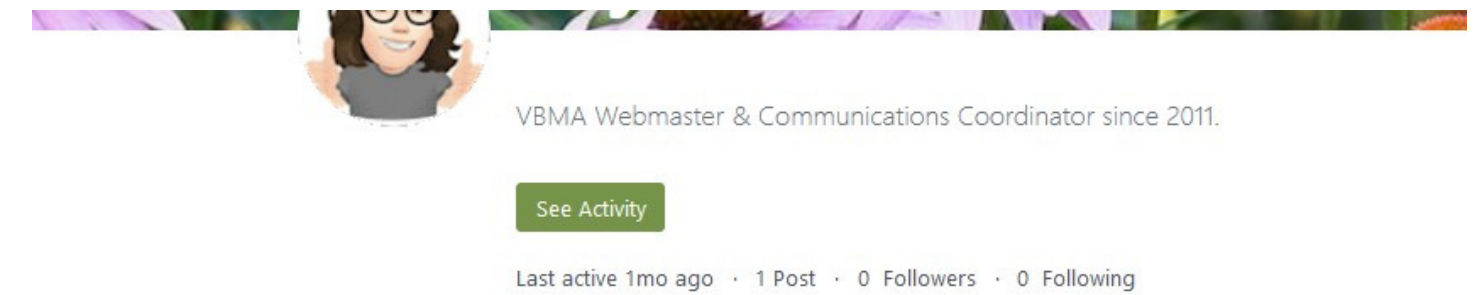 VBMA Webmaster & Communications Coordinator since 2011.
See Activity
Last active 1mo ago · 1 Post · 0 Followers · 0 Following